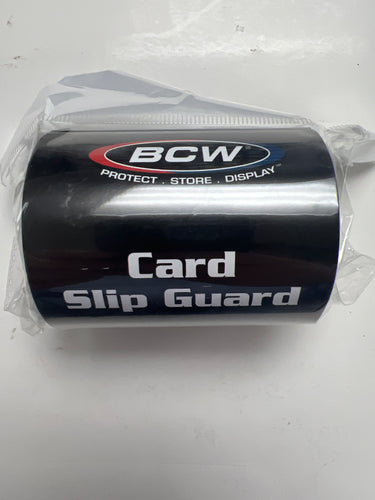 BCW
PROTECT . STORE . DISPLAY
Card
Slip Guard